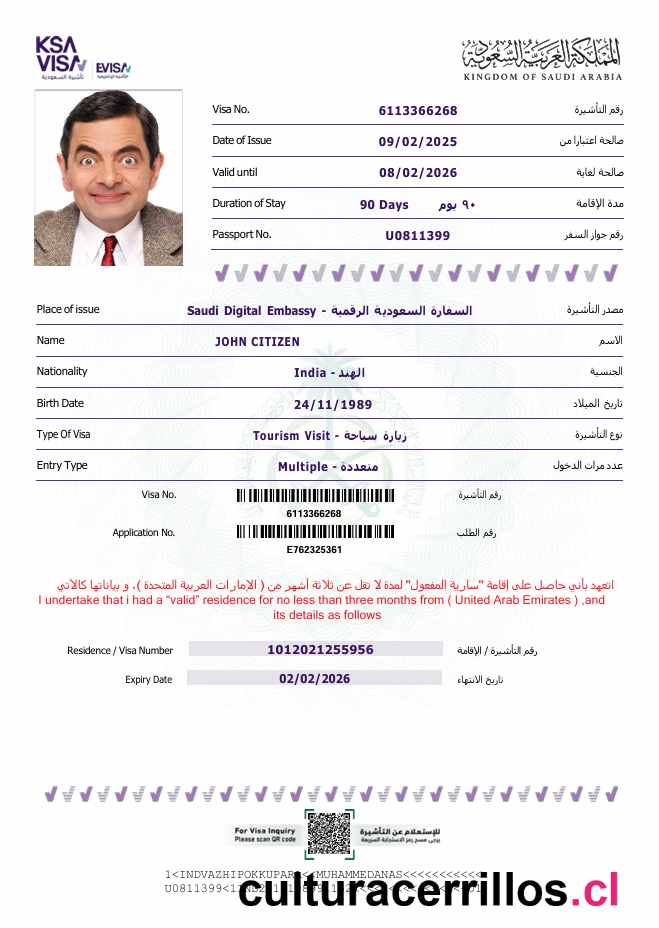 KSA
VISA
تأشيرة السعودية
EVISA
المملكة العربية السعودية
KINGDOM OF SAUDI ARABIA
Visa No. 6113366268 رقم التأشيرة
Date of Issue 09/02/2025 صالحة اعتبارا من
Valid until 08/02/2026 صالحة لغاية
Duration of Stay 90 Days ٩٠ يوم مدة الإقامة
Passport No. U0811399 رقم جواز السفر
Place of issue Saudi Digital Embassy - السفارة السعودية الرقمية مصدر التأشيرة
Name JOHN CITIZEN الاسم
Nationality India - الهند الجنسية
Birth Date 24/11/1989 تاريخ الميلاد
Type Of Visa Tourism Visit - زيارة سياحة نوع التأشيرة
Entry Type Multiple - متعددة عدد مرات الدخول
Visa No. رقم التأشيرة
6113366268
Application No. رقم الطلب
E762325361
اتعهد بأني حاصل على إقامة "سارية المفعول" لمدة لا تقل عن ثلاثة أشهر من ( الإمارات العربية المتحدة )، و بياناتها كالآتي
I undertake that i had a “valid” residence for no less than three months from ( United Arab Emirates ) ,and
its details as follows
Residence / Visa Number 1012021255956 رقم التأشيرة / الإقامة
Expiry Date 02/02/2026 تاريخ الانتهاء
For Visa Inquiry للإستعلام عن التأشيرة
Please scan QR code يرجى مسح رمز الاستجابة السريعة
1<INDVAZHIPOKKUPAR<<MUHAMMEDANAS<<<<<<<<<<<
U0811399<1
culturacerrillos.cl